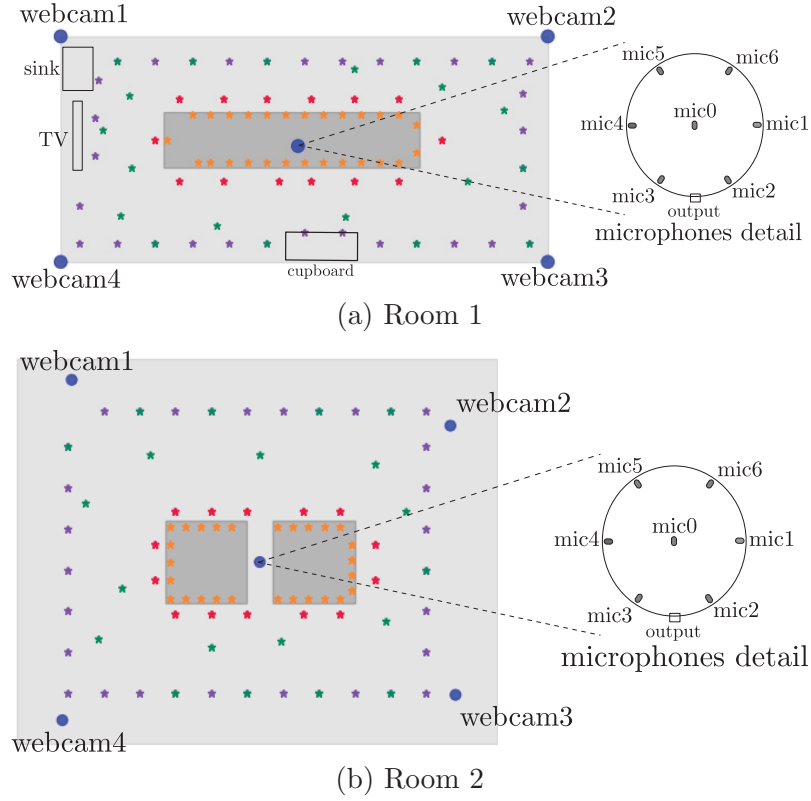 webcam1
webcam2
sink
TV
cupboard
webcam4
webcam3
mic5
mic6
mic0
mic4
mic1
mic3
mic2
output
microphones detail
(a) Room 1
webcam1
webcam2
webcam3
webcam4
mic5
mic6
mic0
mic4
mic1
mic3
mic2
output
microphones detail
(b) Room 2